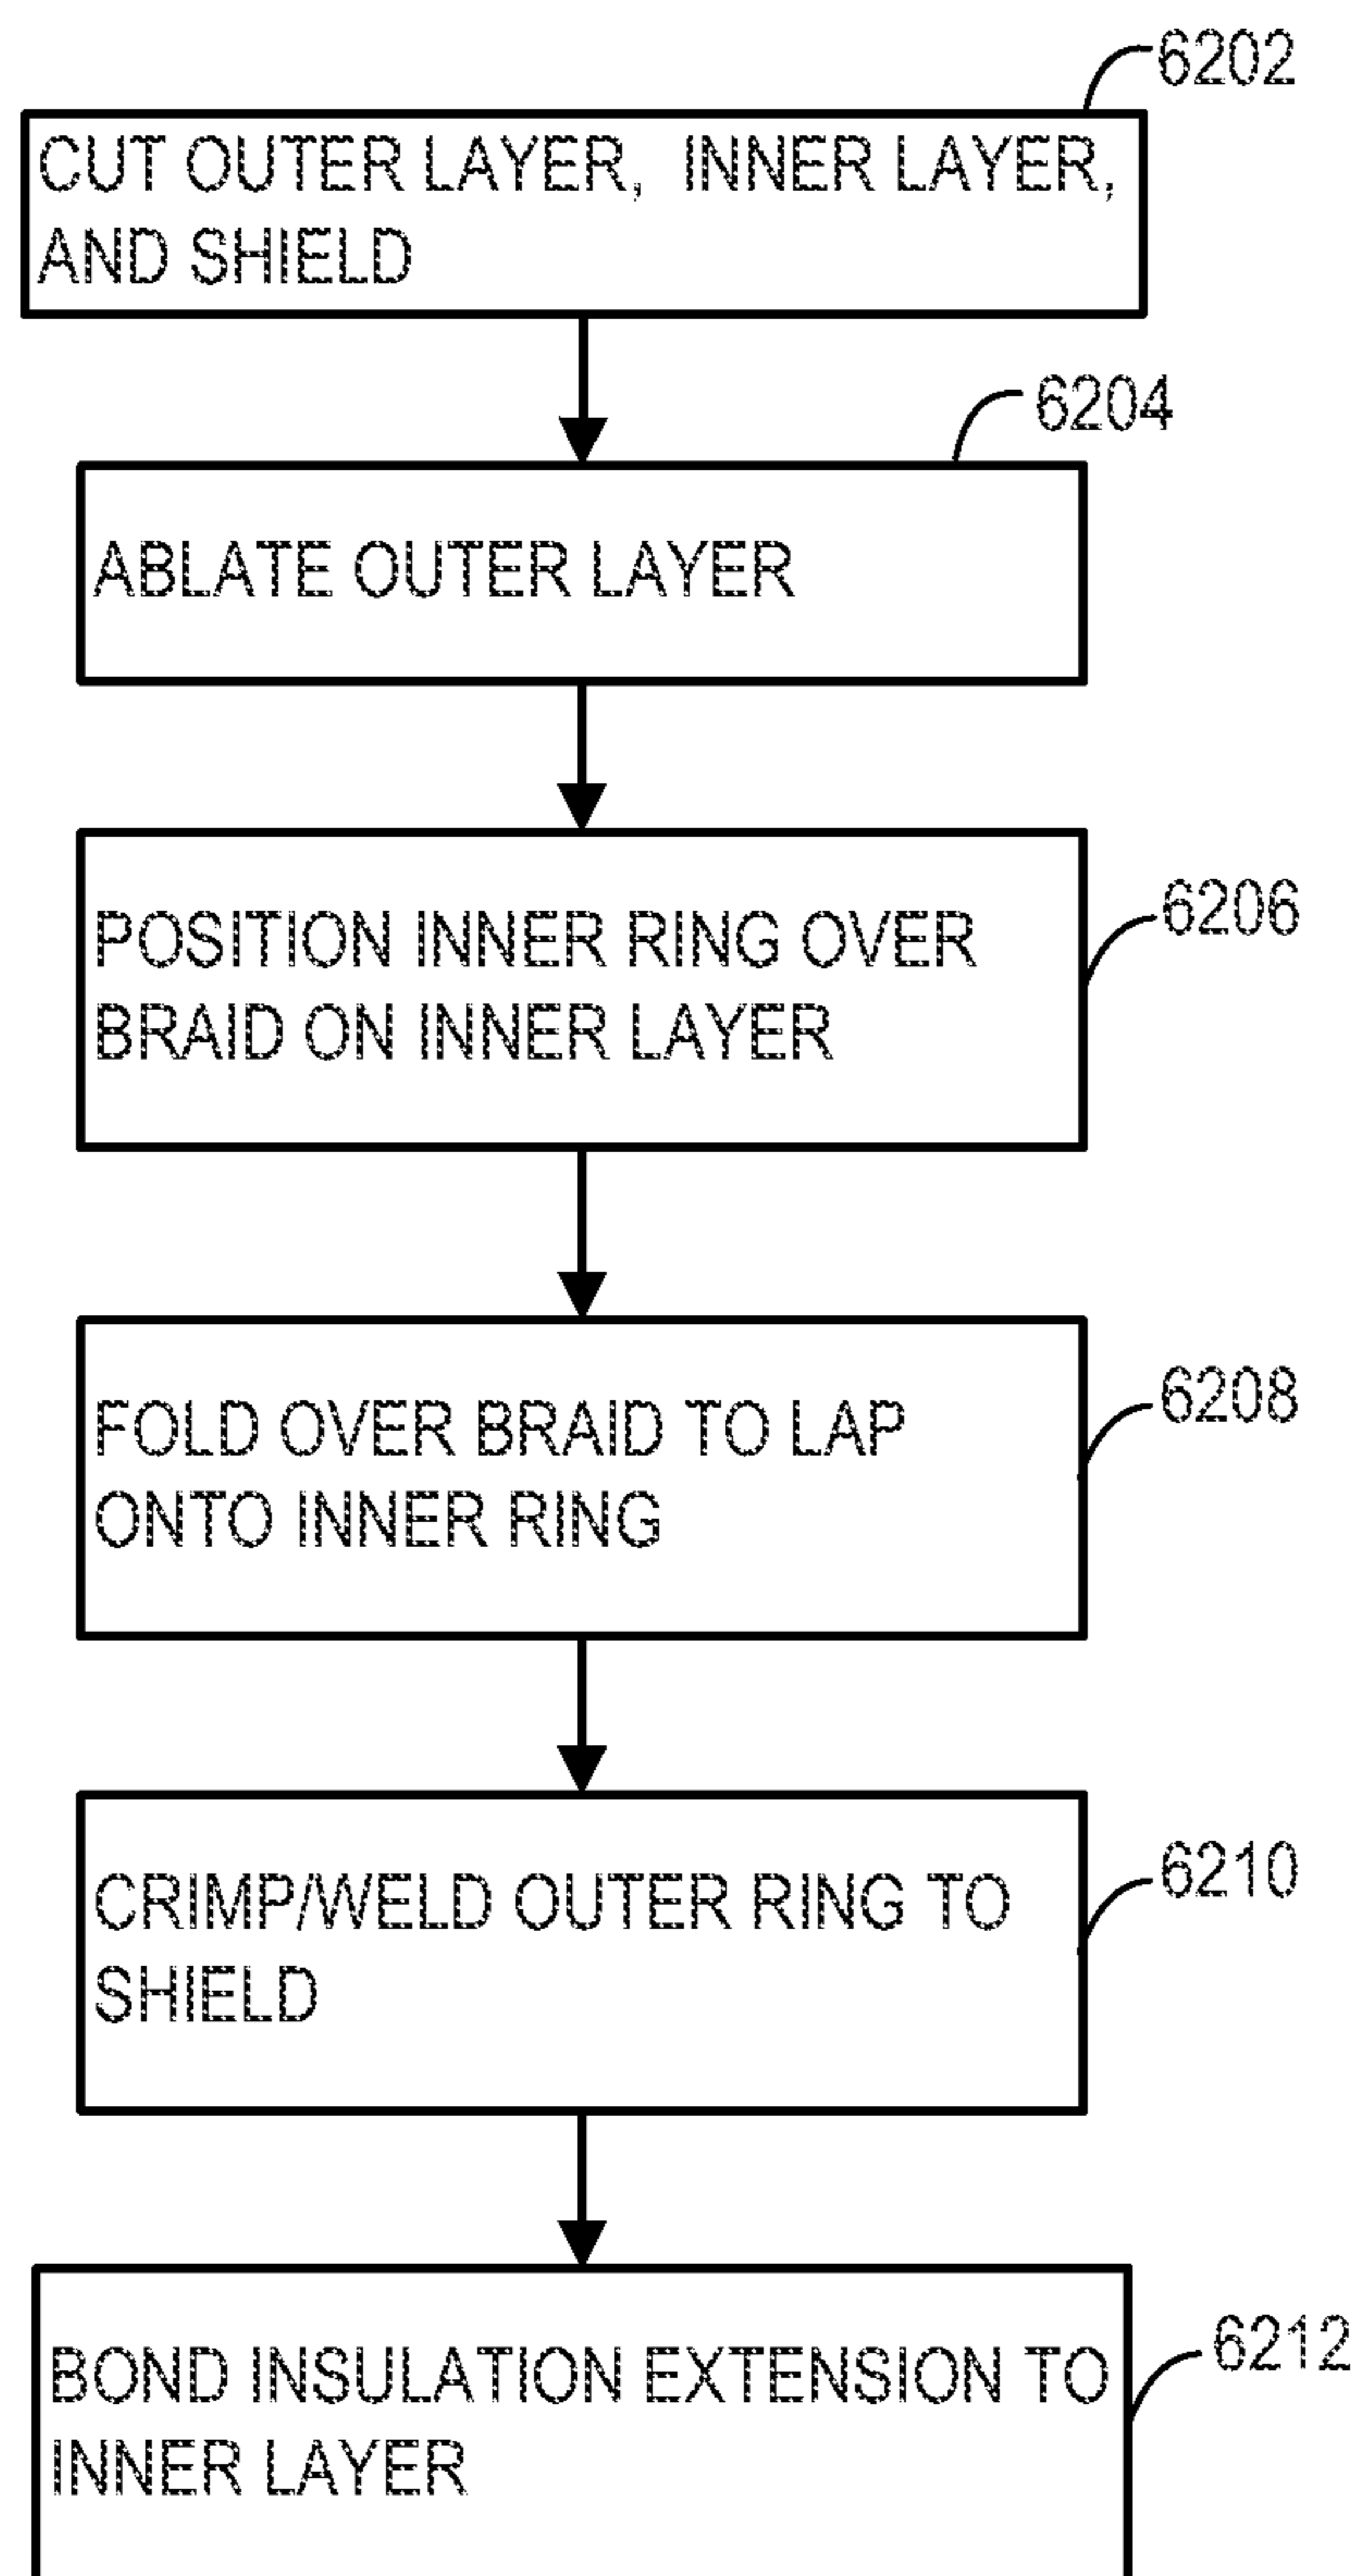 6202
CUT OUTER LAYER, INNER LAYER,
AND SHIELD
6204
ABLATE OUTER LAYER
6206
POSITION INNER RING OVER
BRAID ON INNER LAYER
6208
FOLD OVER BRAID TO LAP
ONTO INNER RING
6210
CRIMP/WELD OUTER RING TO
SHIELD
6212
BOND INSULATION EXTENSION TO
INNER LAYER